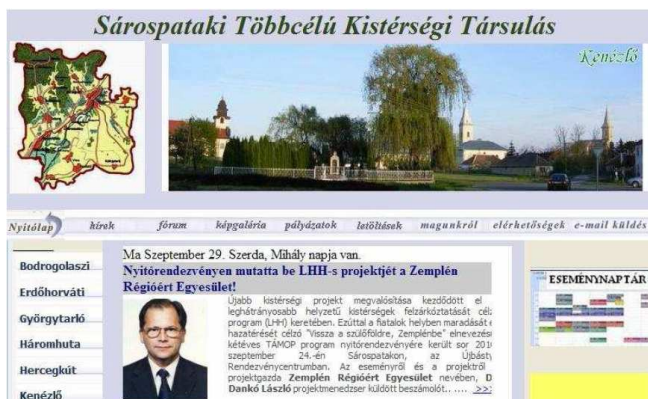 Sárospataki Többcélú Kistérségi Társulás
Kenézlő
Nyitólap hírek fórum képgaléria pályázatok letöltések magunkról elérhetőségek e-mail küldés
Bodrogolaszi
Erdőhorváti
Györgytarló
Háromhuta
Hercegkút
Kenézlő
Ma Szeptember 29. Szerda, Mihály napja van.
Nyitórendezvényen mutatta be LHH-s projektjét a Zemplén
Régióért Egyesület!
Újabb kistérségi projekt megvalósítása kezdődött el
leghátrányosabb helyzetű kistérségek felzárkóztatását
program (LHH) keretében. Ezúttal a fiatalok helyben maradását
hazatérését célzó "Vissza a szülőföldre, Zemplénbe" elnevezésű
kétéves TÁMOP program nyitórendezvényére került sor 201
szeptember 24.-én Sárospatakon, az
Rendezvénycentrumban. Az eseményről és a projektről
projektgazda Zemplén Régióért Egyesület nevében, D
Dankó László projektmenedzser küldött beszámolót.. .... >>
ESEMÉNYNAPTÁR